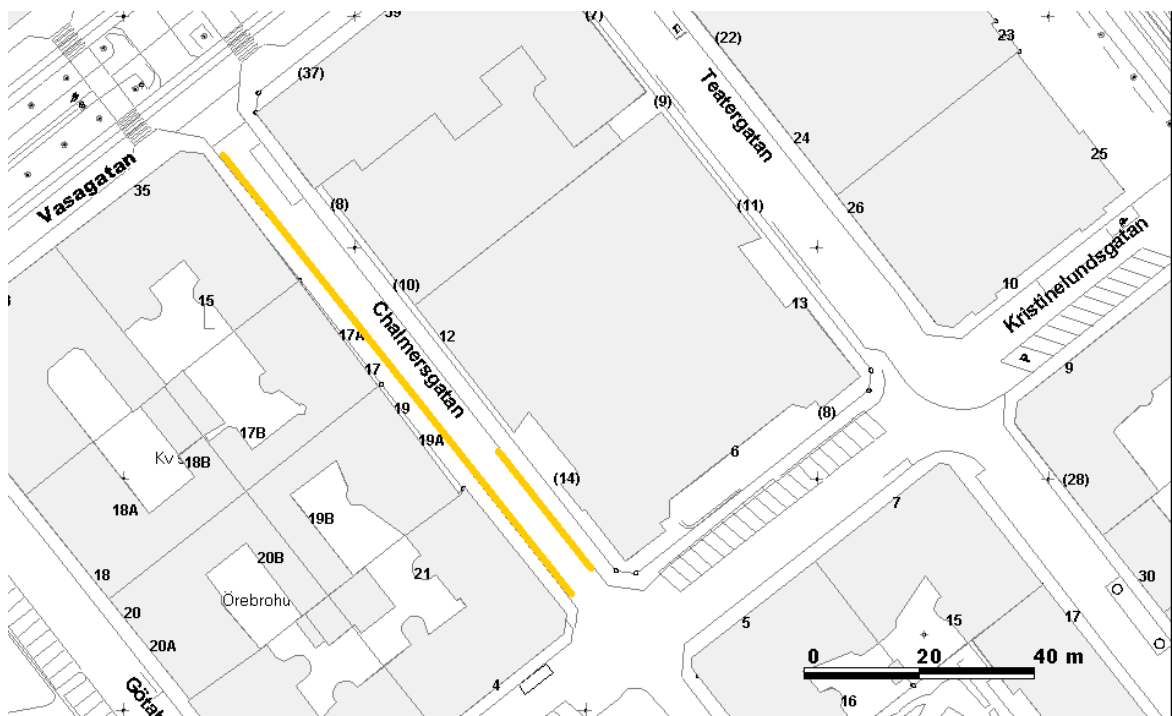 39
(7)
(22)
23
(37)
(9)
Teatergatan
24
25
Vasagatan
35
(8)
(11)
26
Kristinelundsgatan
10
15
(10)
13
Chalmersgatan
12
17A
17
P
9
19
19A
(8)
17B
6
Kv
18B
(14)
(28)
18A
7
19B
20B
18
21
30
Örebrohu
20
5
15
17
20A
0 20 40 m
4
16